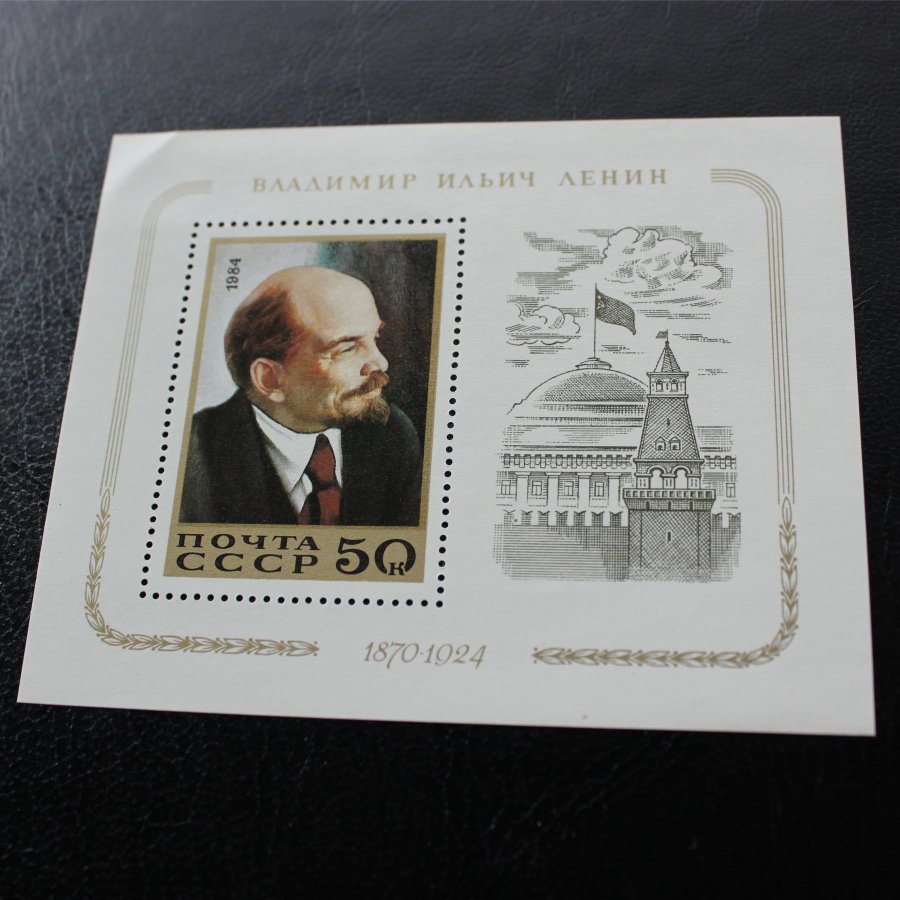 ВЛАДИМИР ИЛЬИЧ ЛЕНИН
1984
ПОЧТА
СССР 50к
1870·1924